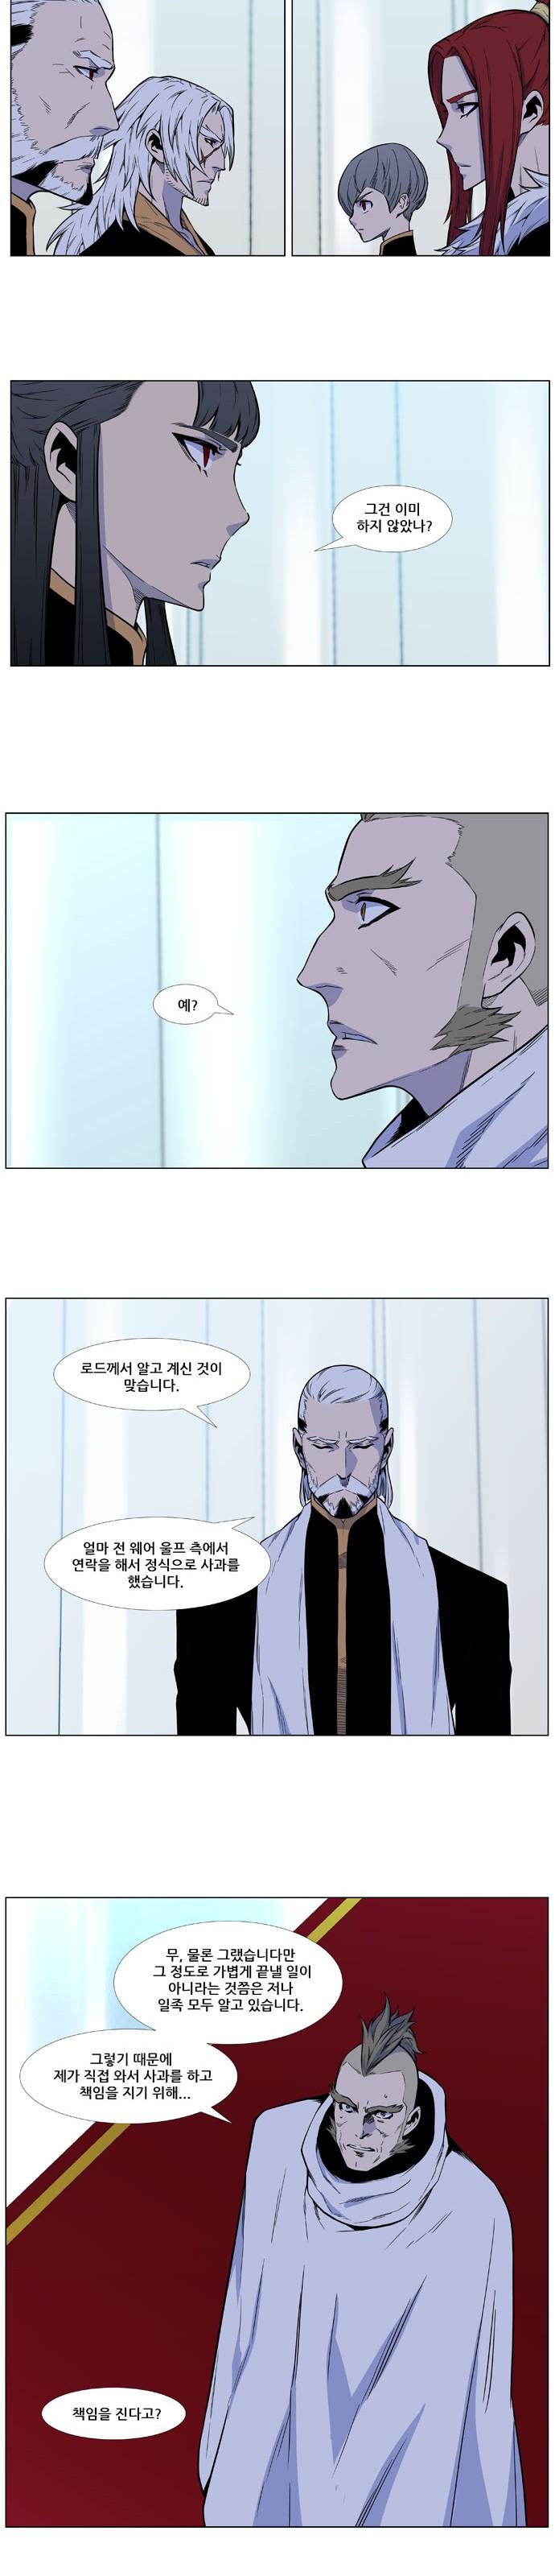 그건 이미
하지 않았나?
예?
로드께서 알고 계신 것이
맞습니다.
얼마 전 웨어 울프 측에서
연락을 해서 정식으로 사과를
했습니다.
무, 물론 그랬습니다만
그 정도로 가볍게 끝낼 일이
아니라는 것쯤은 저나
일족 모두 알고 있습니다.
그렇기 때문에
제가 직접 와서 사과를 하고
책임을 지기 위해...
책임을 진다고?